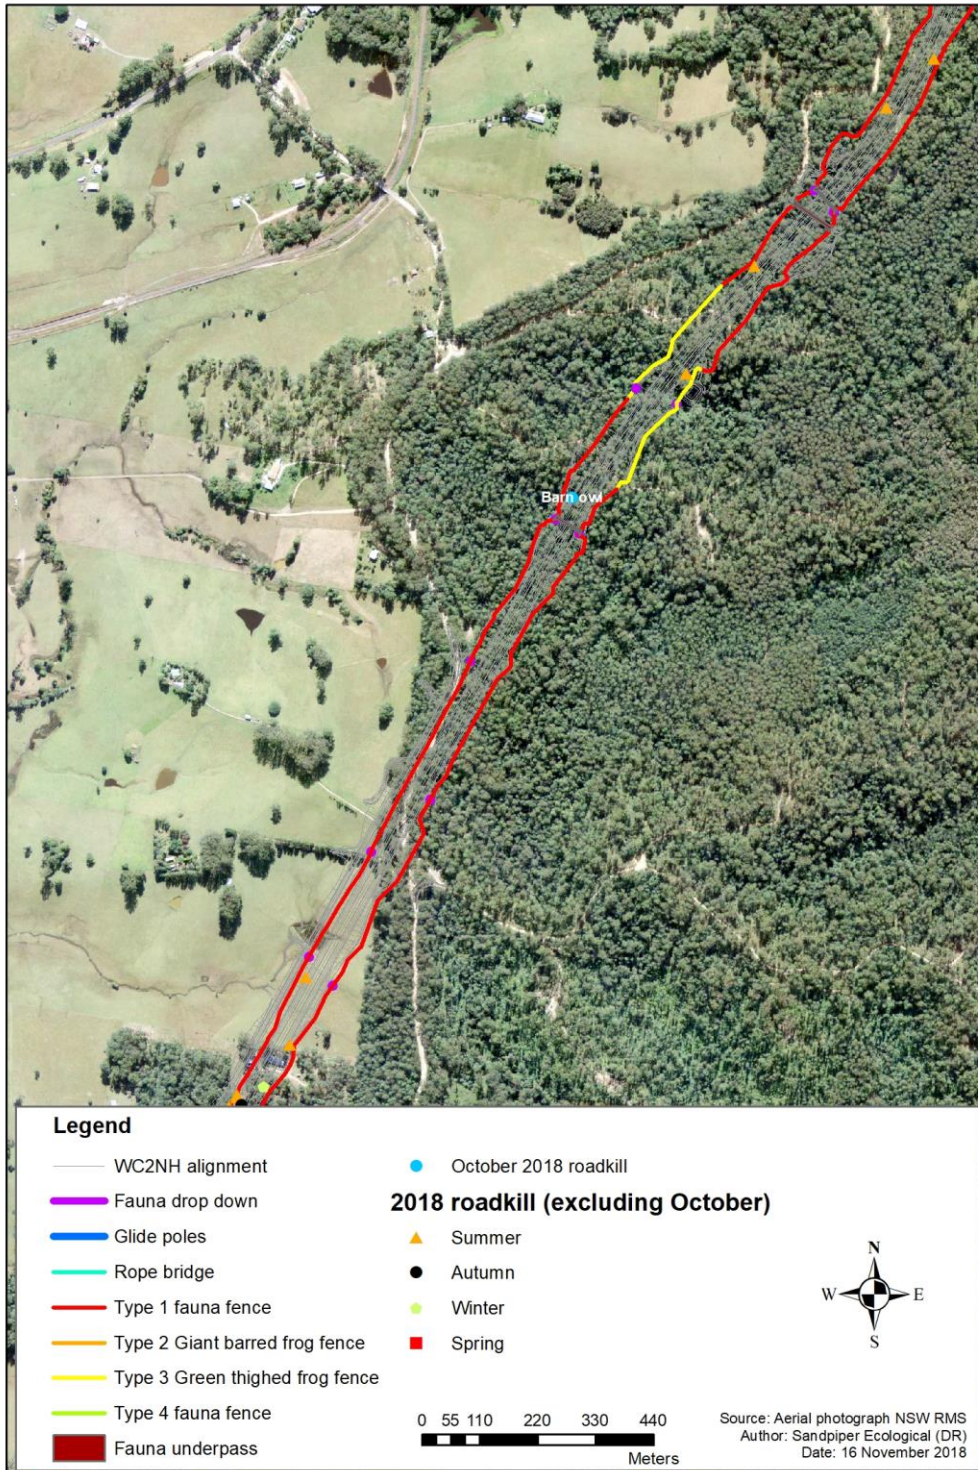 Barn owl
Legend
WC2NH alignment
Fauna drop down
Glide poles
Rope bridge
Type 1 fauna fence
Type 2 Giant barred frog fence
Type 3 Green thighed frog fence
Type 4 fauna fence
Fauna underpass
October 2018 roadkill
2018 roadkill (excluding October)
Summer
Autumn
Winter
Spring
N
W E
S
0 55 110 220 330 440
Meters
Source: Aerial photograph NSW RMS
Author: Sandpiper Ecological (DR)
Date: 16 November 2018